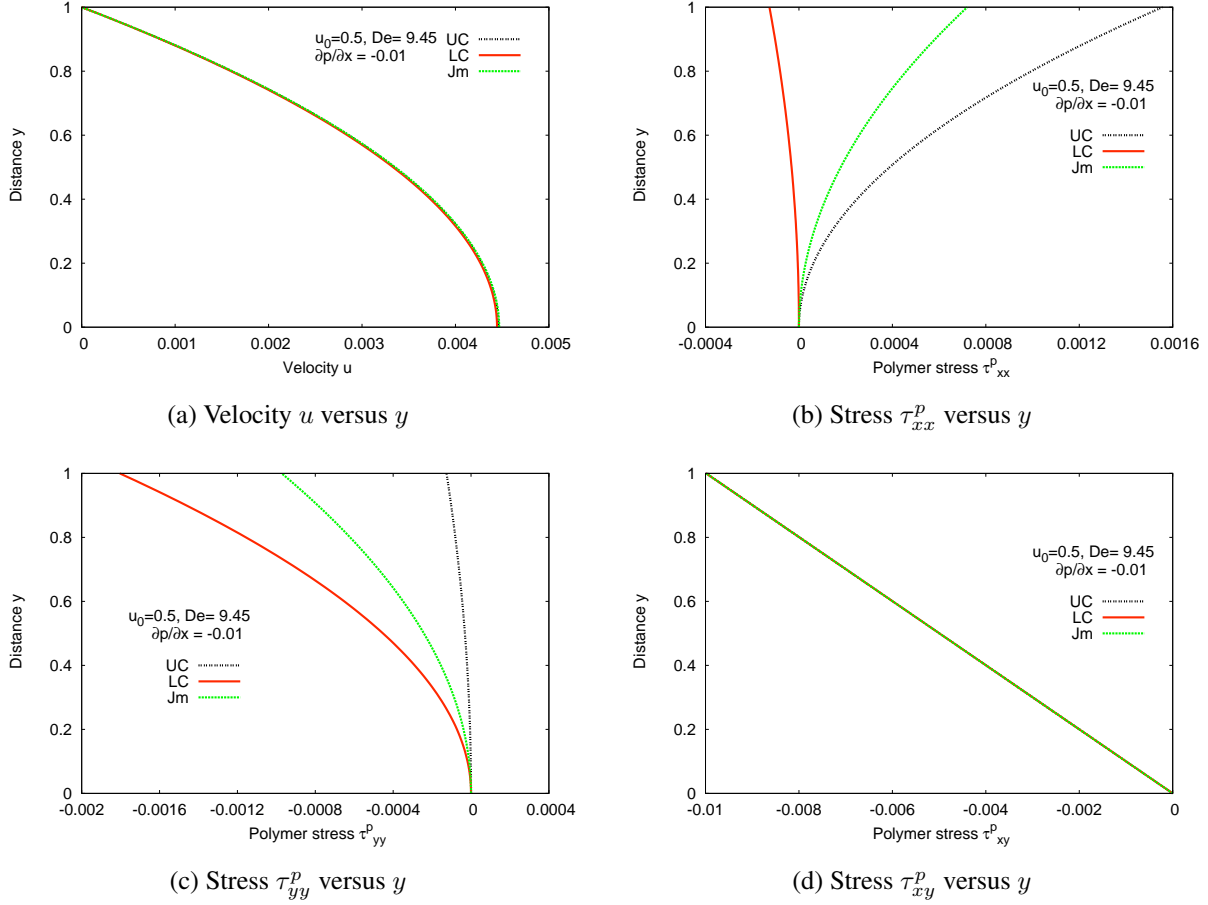 1
0.8
0.6
0.4
0.2
0
Distance y
u0=0.5, De= 9.45
∂p/∂x = -0.01
UC
LC
Jm
0 0.001 0.002 0.003 0.004 0.005
Velocity u
(a) Velocity u versus y
1
0.8
0.6
0.4
0.2
0
Distance y
u0=0.5, De= 9.45
∂p/∂x = -0.01
UC
LC
Jm
-0.0004 0 0.0004 0.0008 0.0012 0.0016
Polymer stress τ^p_xx
(b) Stress τ^p_xx versus y
1
0.8
0.6
0.4
0.2
0
Distance y
u0=0.5, De= 9.45
∂p/∂x = -0.01
UC
LC
Jm
-0.002 -0.0016 -0.0012 -0.0008 -0.0004 0 0.0004
Polymer stress τ^p_yy
(c) Stress τ^p_yy versus y
1
0.8
0.6
0.4
0.2
0
Distance y
u0=0.5, De= 9.45
∂p/∂x = -0.01
UC
LC
Jm
-0.01 -0.008 -0.006 -0.004 -0.002 0
Polymer stress τ^p_xy
(d) Stress τ^p_xy versus y